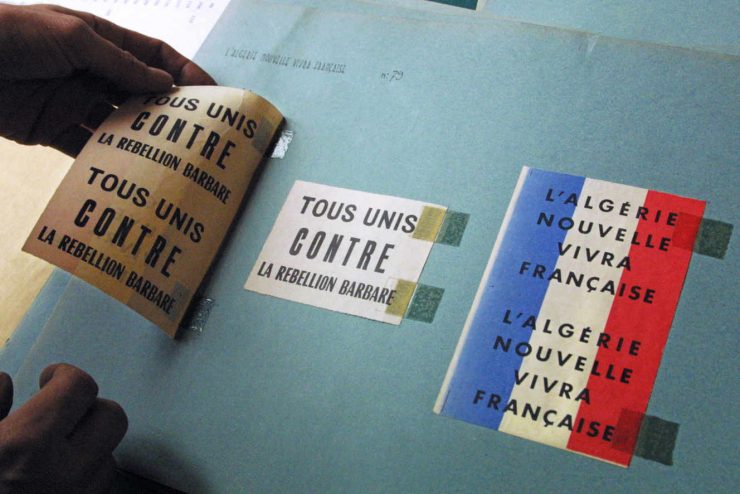 L'ALGÉRIE NOUVELLE VIVRA FRANÇAISE
n: 79
TOUS UNIS
CONTRE
LA REBELLION BARBARE
TOUS UNIS
CONTRE
LA REBELLION BARBARE
TOUS UNIS
CONTRE
LA REBELLION BARBARE
L'ALGÉRIE
NOUVELLE
VIVRA
FRANÇAISE
L'ALGÉRIE
NOUVELLE
VIVRA
FRANÇAISE